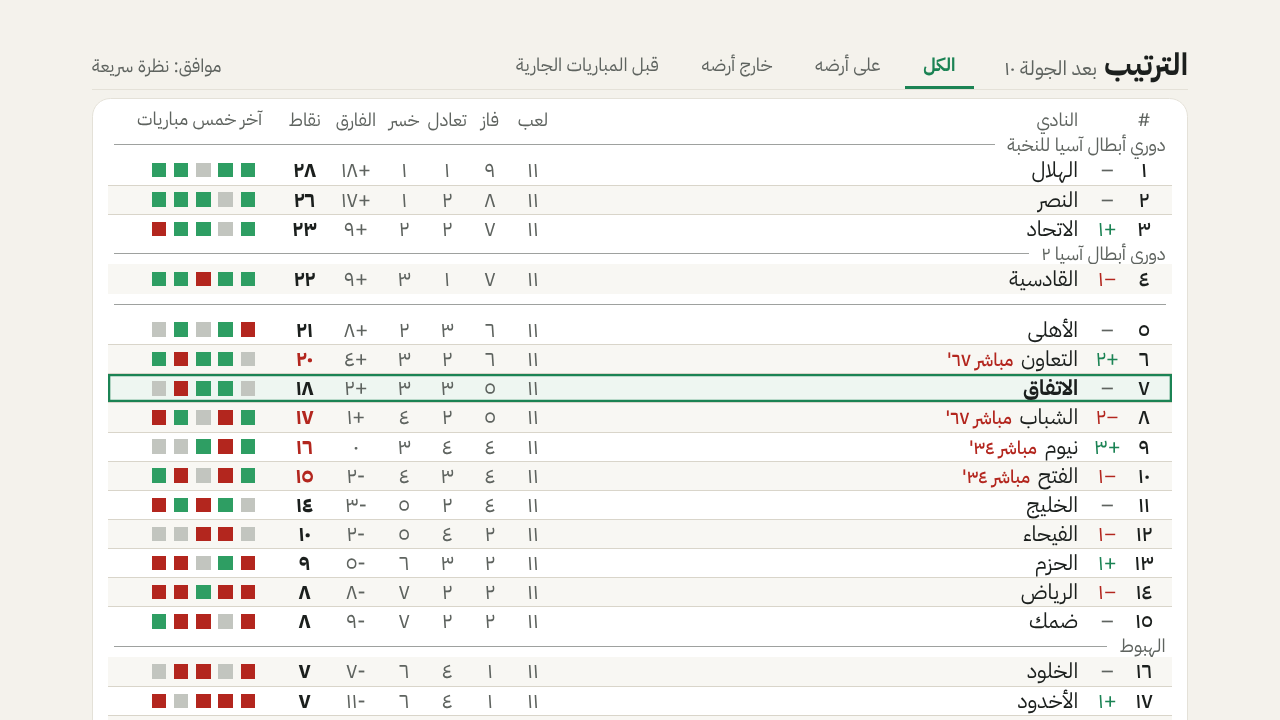 الترتيب بعد الجولة ١٠ الكل على أرضه خارج أرضه قبل المباريات الجارية موافق: نظرة سريعة
# النادي لعب فاز تعادل خسر الفارق نقاط آخر خمس مباريات
دوري أبطال آسيا للنخبة
١ – الهلال ١١ ٩ ١ ١ +١٨ ٢٨
٢ – النصر ١١ ٨ ٢ ١ +١٧ ٢٦
٣ +١ الاتحاد ١١ ٧ ٢ ٢ +٩ ٢٣
دوري أبطال آسيا ٢
٤ –١ القادسية ١١ ٧ ١ ٣ +٩ ٢٢
٥ – الأهلي ١١ ٦ ٣ ٢ +٨ ٢١
٦ +٢ التعاون مباشر ٦٧' ١١ ٦ ٢ ٣ +٤ ٢٠
٧ – الاتفاق ١١ ٥ ٣ ٣ +٢ ١٨
٨ –٢ الشباب مباشر ٦٧' ١١ ٥ ٢ ٤ +١ ١٧
٩ +٣ نيوم مباشر ٣٤' ١١ ٤ ٤ ٣ ٠ ١٦
١٠ –١ الفتح مباشر ٣٤' ١١ ٤ ٣ ٤ -٢ ١٥
١١ – الخليج ١١ ٤ ٢ ٥ -٣ ١٤
١٢ –١ الفيحاء ١١ ٢ ٤ ٥ -٢ ١٠
١٣ +١ الحزم ١١ ٢ ٣ ٦ -٥ ٩
١٤ –١ الرياض ١١ ٢ ٢ ٧ -٨ ٨
١٥ – ضمك ١١ ٢ ٢ ٧ -٩ ٨
الهبوط
١٦ – الخلود ١١ ١ ٤ ٦ -٧ ٧
١٧ +١ الأخدود ١١ ١ ٤ ٦ -١١ ٧